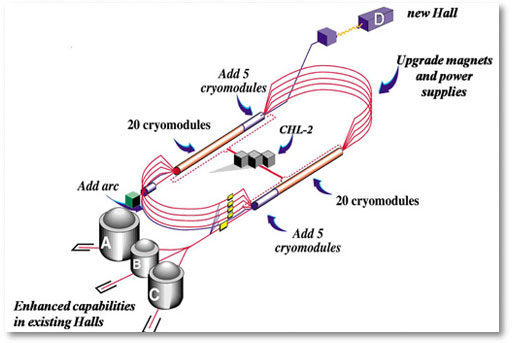 D
new Hall
Upgrade magnets
and power
supplies
Add 5
cryomodules
20 cryomodules
CHL-2
Add arc
20 cryomodules
Add 5
cryomodules
A
B
C
Enhanced capabilities
in existing Halls